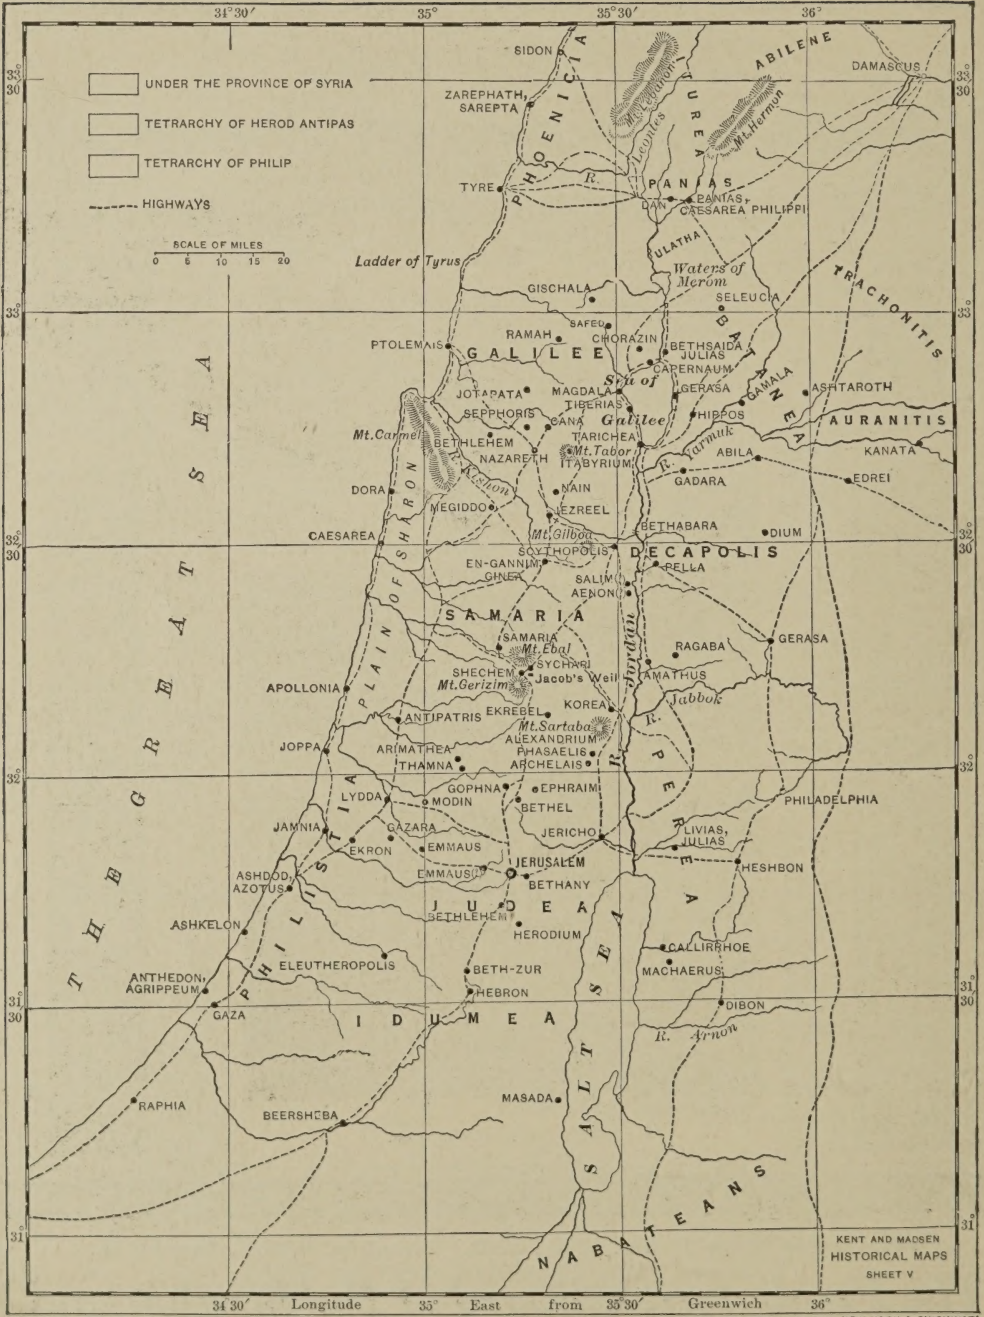 34°30′ 35° 35°30′ 36°
SIDON
PHOENICIA
Mt. Lebanon
ITUREA
ABILENE
DAMASCUS
33° 30′
33° 30′
UNDER THE PROVINCE OF SYRIA
TETRARCHY OF HEROD ANTIPAS
TETRARCHY OF PHILIP
HIGHWAYS
SCALE OF MILES
0 5 10 15 20
ZAREPHATH,
SAREPTA
Leontes
R.
Mt. Hermon
TYRE
PANIAS
DAN
PANIAS,
CAESAREA PHILIPPI
ULATHA
Ladder of Tyrus
Waters of
Merom
TRACHONITIS
GISCHALA
SELEUCIA
33°
33°
SAFED
RAMAH
CHORAZIN
BATANEA
PTOLEMAIS
GALILEE
BETHSAIDA
JULIAS
CAPERNAUM
Sea of
Galilee
JOTAPATA
MAGDALA
TIBERIAS
GERASA
GAMALA
ASHTAROTH
SEPPHORIS
CANA
HIPPOS
AURANITIS
Mt. Carmel
BETHLEHEM
TARICHEA
R. Yarmuk
KANATA
NAZARETH
Mt. Tabor
ITABYRIUM
ABILA
R. Kishon
GADARA
EDREI
DORA
NAIN
MEGIDDO
JEZREEL
PLAIN OF SHARON
CAESAREA
Mt. Gilboa
BETHABARA
DIUM
32° 30′
32° 30′
SCYTHOPOLIS
DECAPOLIS
EN-GANNIM
GINEA
PELLA
SALIM
AENON
SAMARIA
R. Jordan
GERASA
SAMARIA
Mt. Ebal
RAGABA
SYCHAR
SHECHEM
Jacob's Well
AMATHUS
Mt. Gerizim
APOLLONIA
R. Jabbok
EKREBEL
KOREA
ANTIPATRIS
Mt. Sartaba
ALEXANDRIUM
JOPPA
ARIMATHEA
PHASAELIS
THAMNA
ARCHELAIS
PEREA
32°
32°
GOPHNA
EPHRAIM
LYDDA
MODIN
BETHEL
PHILADELPHIA
JAMNIA
GAZARA
JERICHO
LIVIAS,
JULIAS
EKRON
EMMAUS
JERUSALEM
HESHBON
ASHDOD,
AZOTUS
EMMAUS(?)
BETHANY
PHILISTIA
JUDEA
BETHLEHEM
ASHKELON
HERODIUM
CALLIRRHOE
ELEUTHEROPOLIS
BETH-ZUR
MACHAERUS
ANTHEDON,
AGRIPPEUM
HEBRON
31° 30′
31° 30′
GAZA
IDUMEA
DIBON
R. Arnon
SALT SEA
RAPHIA
MASADA
BEERSHEBA
THE GREAT SEA
NABATEANS
31°
31°
KENT AND MADSEN
HISTORICAL MAPS
SHEET V
34°30′ Longitude 35° East from 35°30′ Greenwich 36°